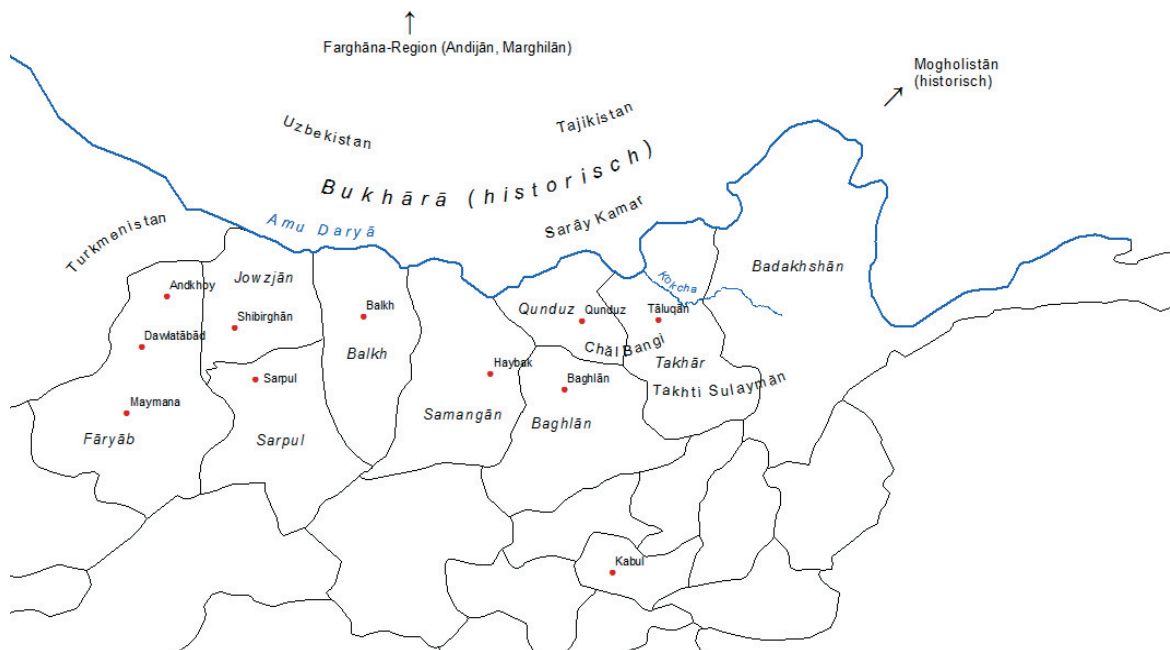 Farghāna-Region (Andijān, Marghilān)
Mogholistān
(historisch)
Uzbekistan
Tajikistan
Bukhārā (historisch)
Turkmenistan
Amu Daryā
Sarāy Kamar
Badakhshān
Kokcha
Jowzjān
Andkhoy
Balkh
Qunduz
Qunduz
Tāluqān
Shibirghān
Dawlatābād
Balkh
Chāl Bangi
Takhār
Haybak
Baghlān
Sarpul
Takhti Sulaymān
Maymana
Samangān
Baghlān
Fāryāb
Sarpul
Kabul